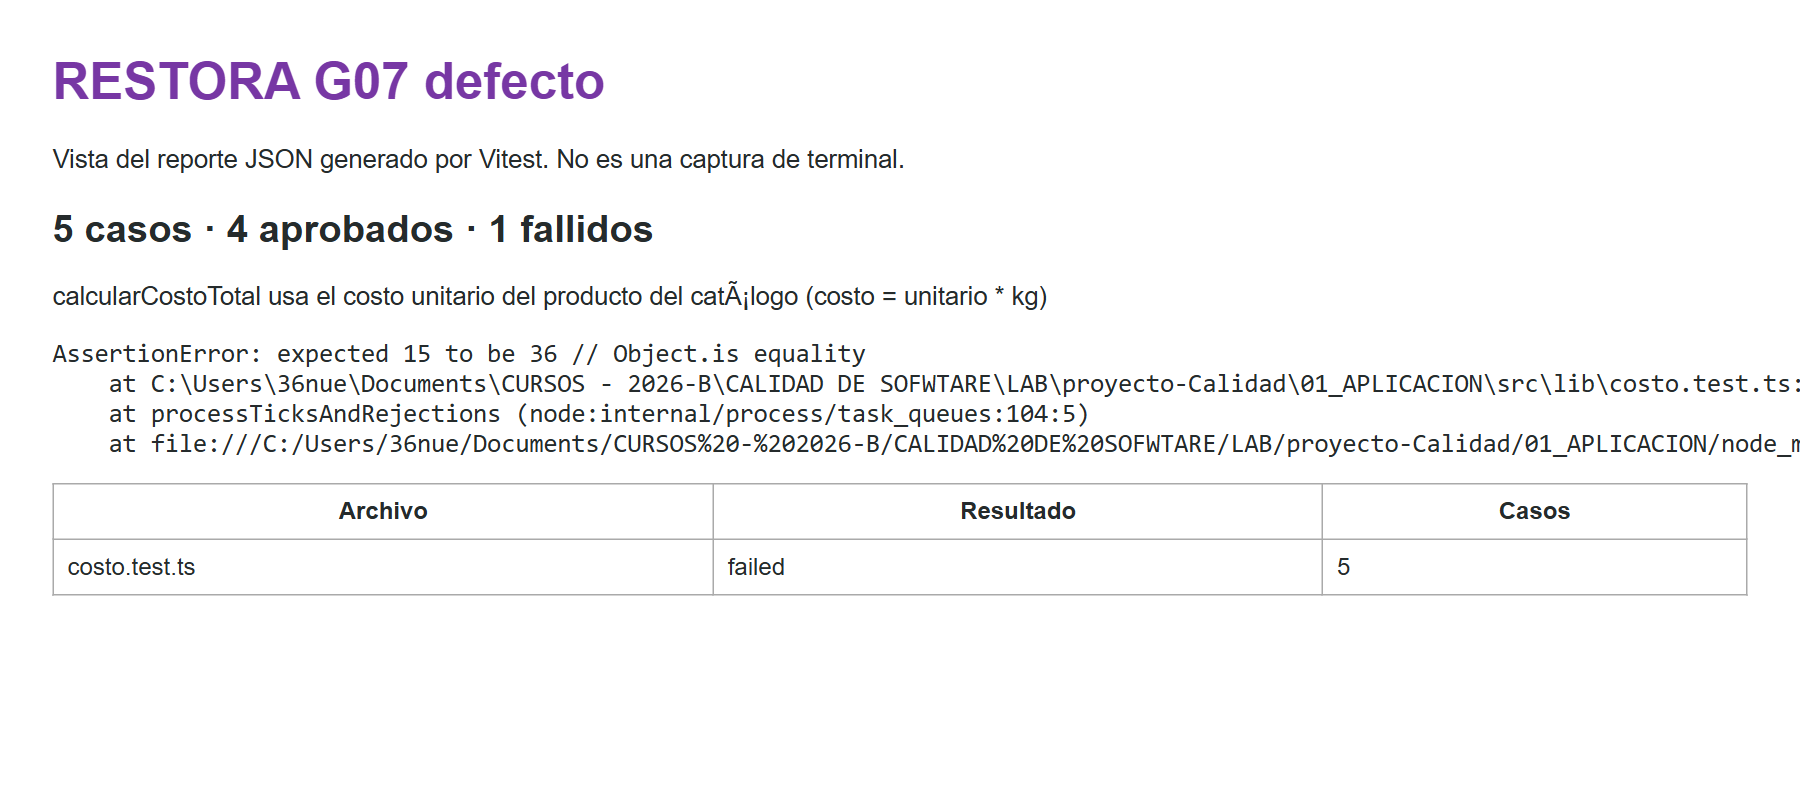 RESTORA G07 defecto
Vista del reporte JSON generado por Vitest. No es una captura de terminal.
5 casos · 4 aprobados · 1 fallidos
calcularCostoTotal usa el costo unitario del producto del catÃ¡logo (costo = unitario * kg)
AssertionError: expected 15 to be 36 // Object.is equality
at C:\Users\36nue\Documents\CURSOS - 2026-B\CALIDAD DE SOFWTARE\LAB\proyecto-Calidad\01_APLICACION\src\lib\costo.test.ts:
at processTicksAndRejections (node:internal/process/task_queues:104:5)
at file:///C:/Users/36nue/Documents/CURSOS%20-%202026-B/CALIDAD%20DE%20SOFWTARE/LAB/proyecto-Calidad/01_APLICACION/node_m
Archivo Resultado Casos
costo.test.ts failed 5